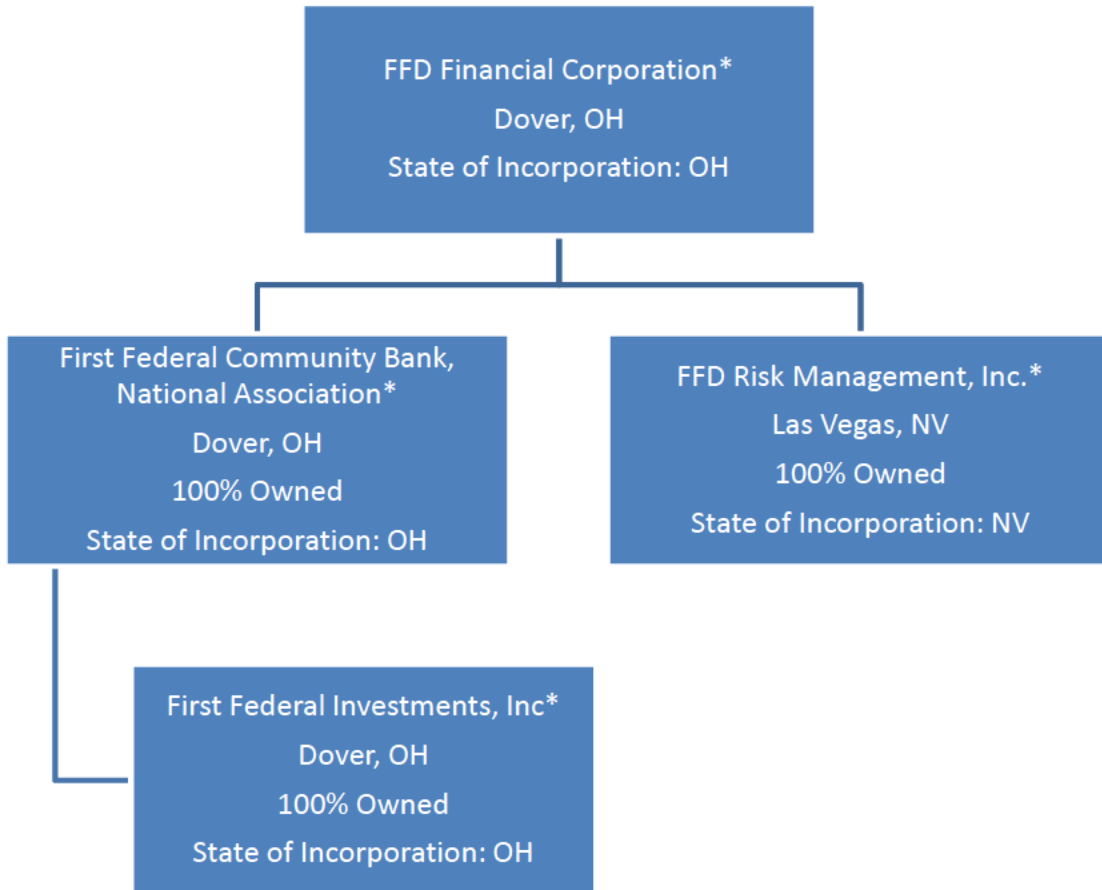 FFD Financial Corporation*
Dover, OH
State of Incorporation: OH
First Federal Community Bank,
National Association*
Dover, OH
100% Owned
State of Incorporation: OH
FFD Risk Management, Inc.*
Las Vegas, NV
100% Owned
State of Incorporation: NV
First Federal Investments, Inc*
Dover, OH
100% Owned
State of Incorporation: OH